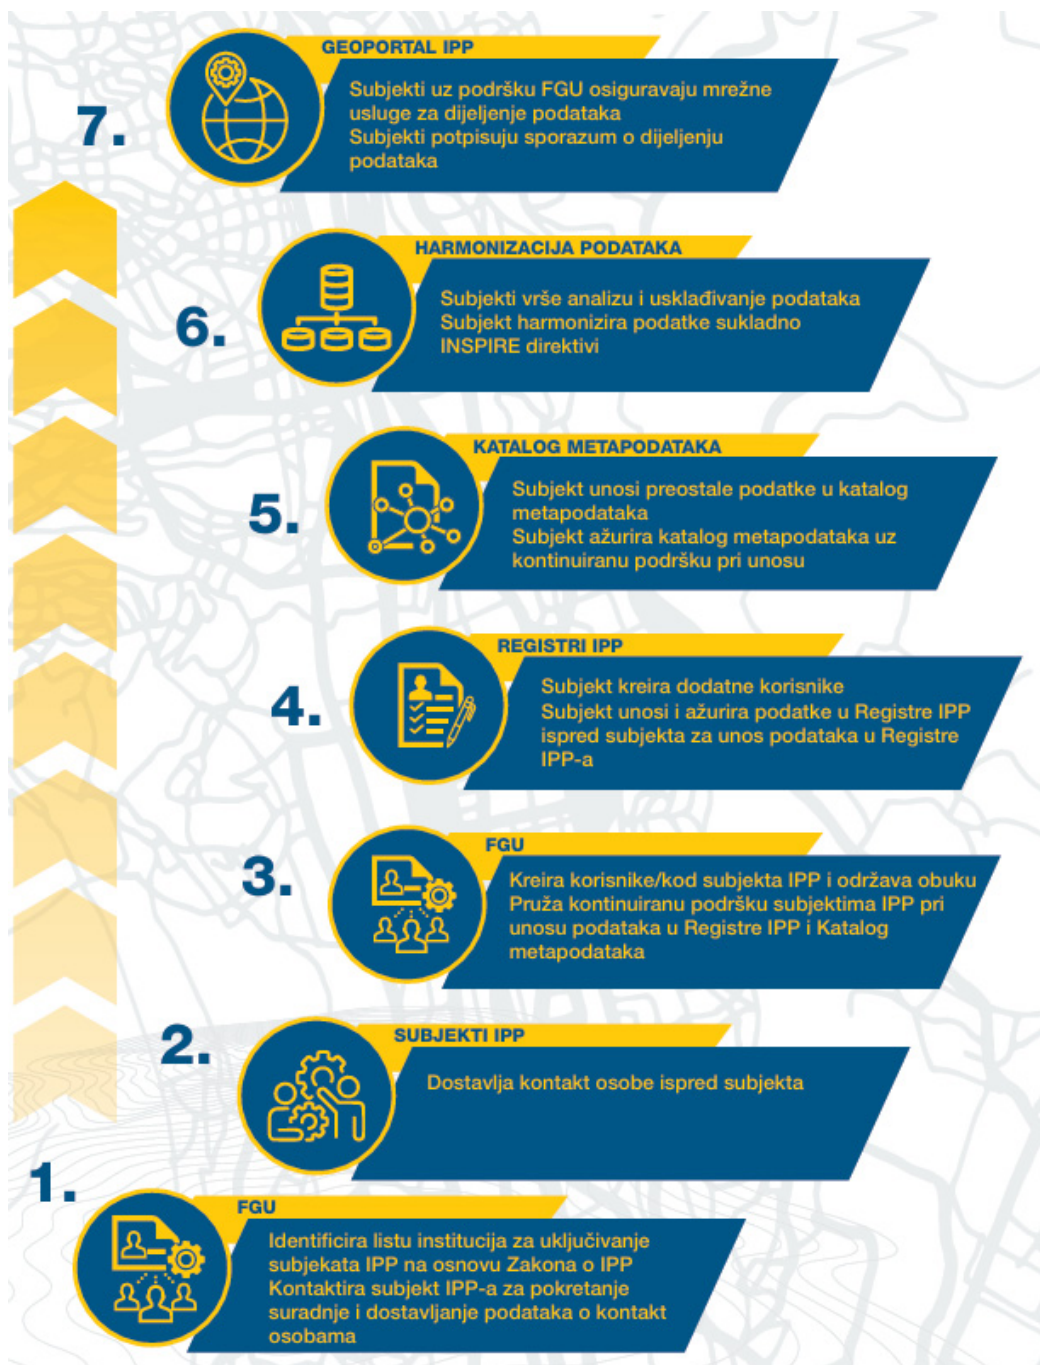 7.
GEOPORTAL IPP
Subjekti uz podršku FGU osiguravaju mrežne
usluge za dijeljenje podataka
Subjekti potpisuju sporazum o dijeljenju
podataka
6.
HARMONIZACIJA PODATAKA
Subjekti vrše analizu i usklađivanje podataka
Subjekt harmonizira podatke sukladno
INSPIRE direktivi
5.
KATALOG METAPODATAKA
Subjekt unosi preostale podatke u katalog
metapodataka
Subjekt ažurira katalog metapodataka uz
kontinuiranu podršku pri unosu
4.
REGISTRI IPP
Subjekt kreira dodatne korisnike
Subjekt unosi i ažurira podatke u Registre IPP
ispred subjekta za unos podataka u Registre
IPP-a
3.
FGU
Kreira korisnike/kod subjekta IPP i održava obuku
Pruža kontinuiranu podršku subjektima IPP pri
unosu podataka u Registre IPP i Katalog
metapodataka
2.
SUBJEKTI IPP
Dostavlja kontakt osobe ispred subjekta
1.
FGU
Identificira listu institucija za uključivanje
subjekata IPP na osnovu Zakona o IPP
Kontaktira subjekt IPP-a za pokretanje
suradnje i dostavljanje podataka o kontakt
osobama